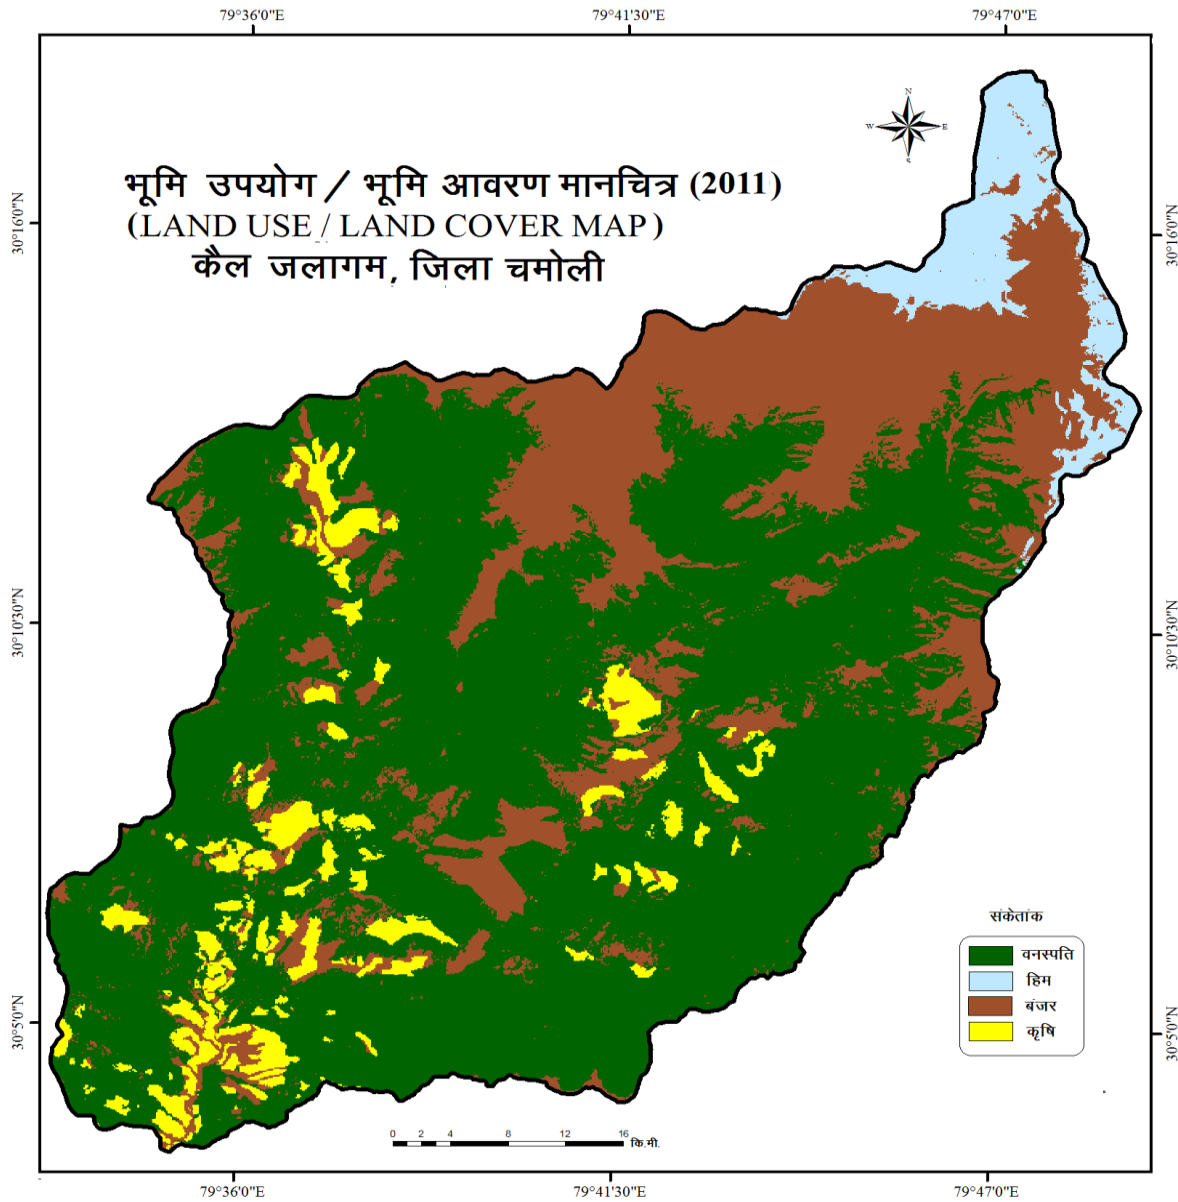 79°36'0"E 79°41'30"E 79°47'0"E
N
W E
S
भूमि उपयोग / भूमि आवरण मानचित्र (2011)
(LAND USE / LAND COVER MAP)
कैल जलागम, जिला चमोली
30°16'0"N 30°16'0"N
30°10'30"N 30°10'30"N
संकेतांक
वनस्पति
हिम
बंजर
कृषि
30°5'0"N 30°5'0"N
0 2 4 8 12 16 कि.मी.
79°36'0"E 79°41'30"E 79°47'0"E